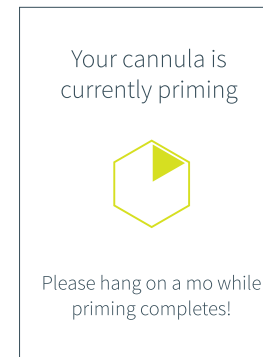 Your cannula is
currently priming
Please hang on a mo while
priming completes!